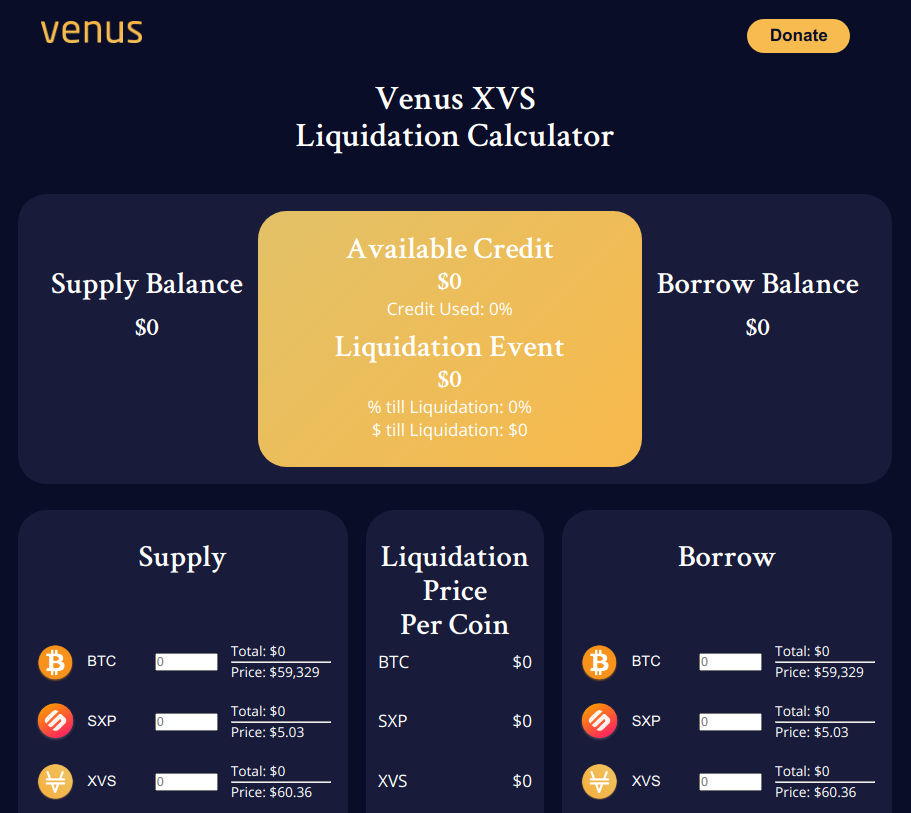 venus
Donate
Venus XVS
Liquidation Calculator
Supply Balance
$0
Available Credit
$0
Credit Used: 0%
Liquidation Event
$0
% till Liquidation: 0%
$ till Liquidation: $0
Borrow Balance
$0
Supply
BTC
0
Total: $0
Price: $59,329
SXP
0
Total: $0
Price: $5.03
XVS
0
Total: $0
Price: $60.36
Liquidation
Price
Per Coin
BTC $0
SXP $0
XVS $0
Borrow
BTC
0
Total: $0
Price: $59,329
SXP
0
Total: $0
Price: $5.03
XVS
0
Total: $0
Price: $60.36